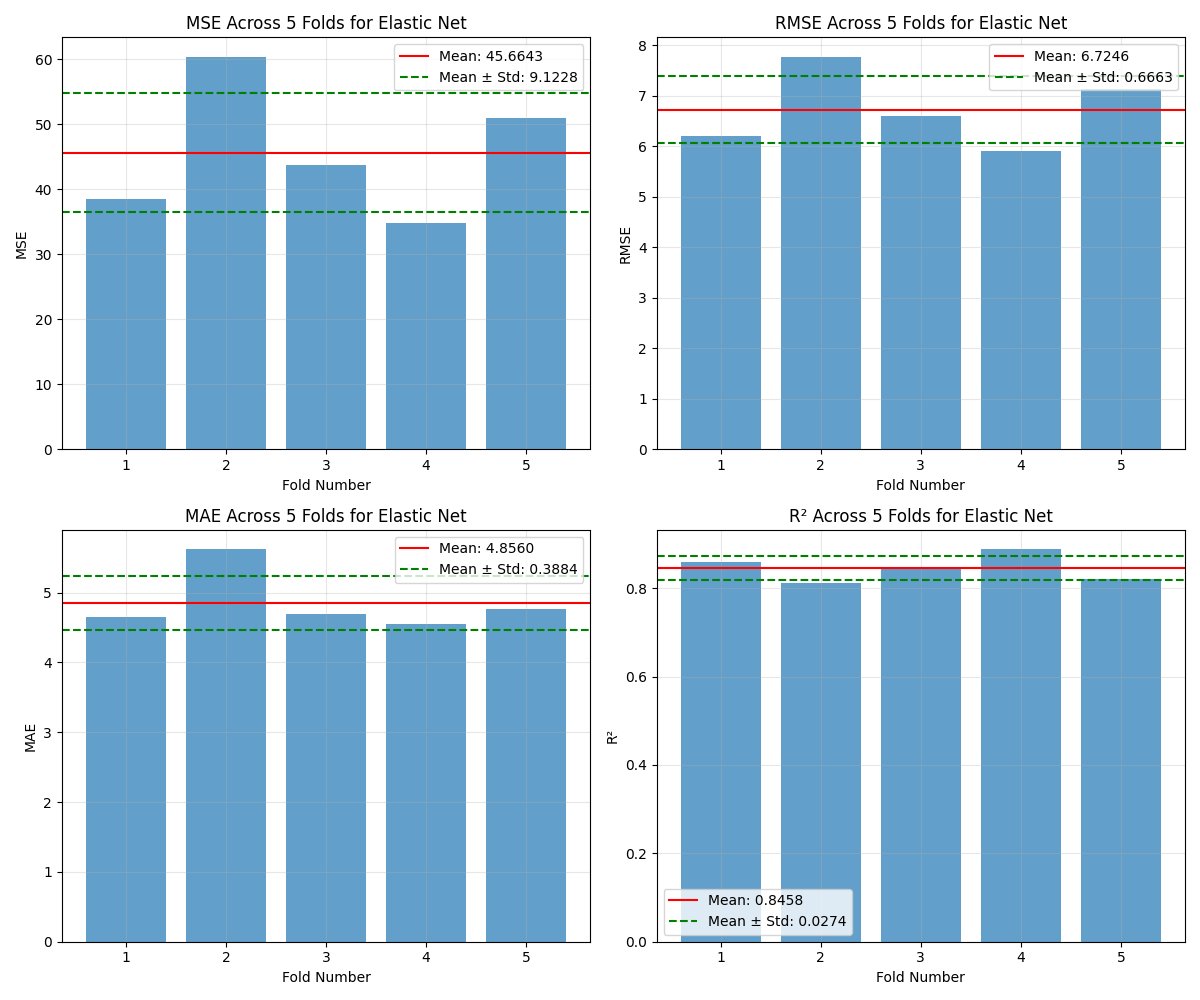 MSE Across 5 Folds for Elastic Net
Mean: 45.6643
Mean ± Std: 9.1228
MSE
60
50
40
30
20
10
0
1 2 3 4 5
Fold Number
RMSE Across 5 Folds for Elastic Net
Mean: 6.7246
Mean ± Std: 0.6663
RMSE
8
7
6
5
4
3
2
1
0
1 2 3 4 5
Fold Number
MAE Across 5 Folds for Elastic Net
Mean: 4.8560
Mean ± Std: 0.3884
MAE
5
4
3
2
1
0
1 2 3 4 5
Fold Number
R² Across 5 Folds for Elastic Net
R²
0.8
0.6
0.4
0.2
0.0
Mean: 0.8458
Mean ± Std: 0.0274
1 2 3 4 5
Fold Number